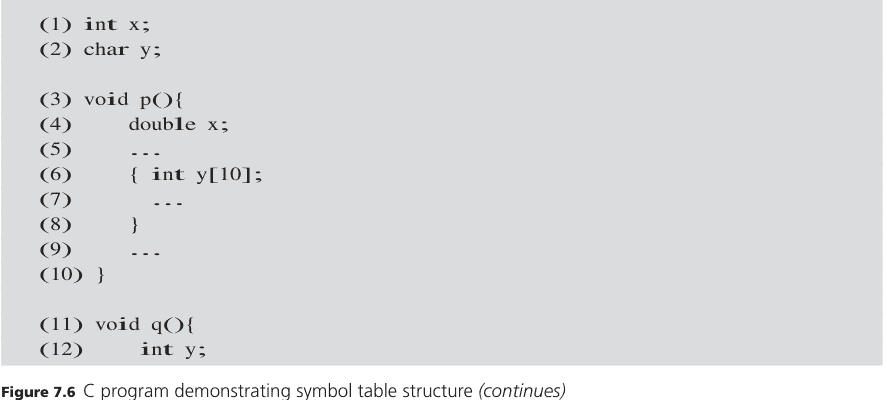 (1) int x;
(2) char y;
(3) void p(){
(4)     double x;
(5)     ...
(6)     { int y[10];
(7)       ...
(8)     }
(9)     ...
(10) }
(11) void q(){
(12)     int y;
Figure 7.6 C program demonstrating symbol table structure (continues)